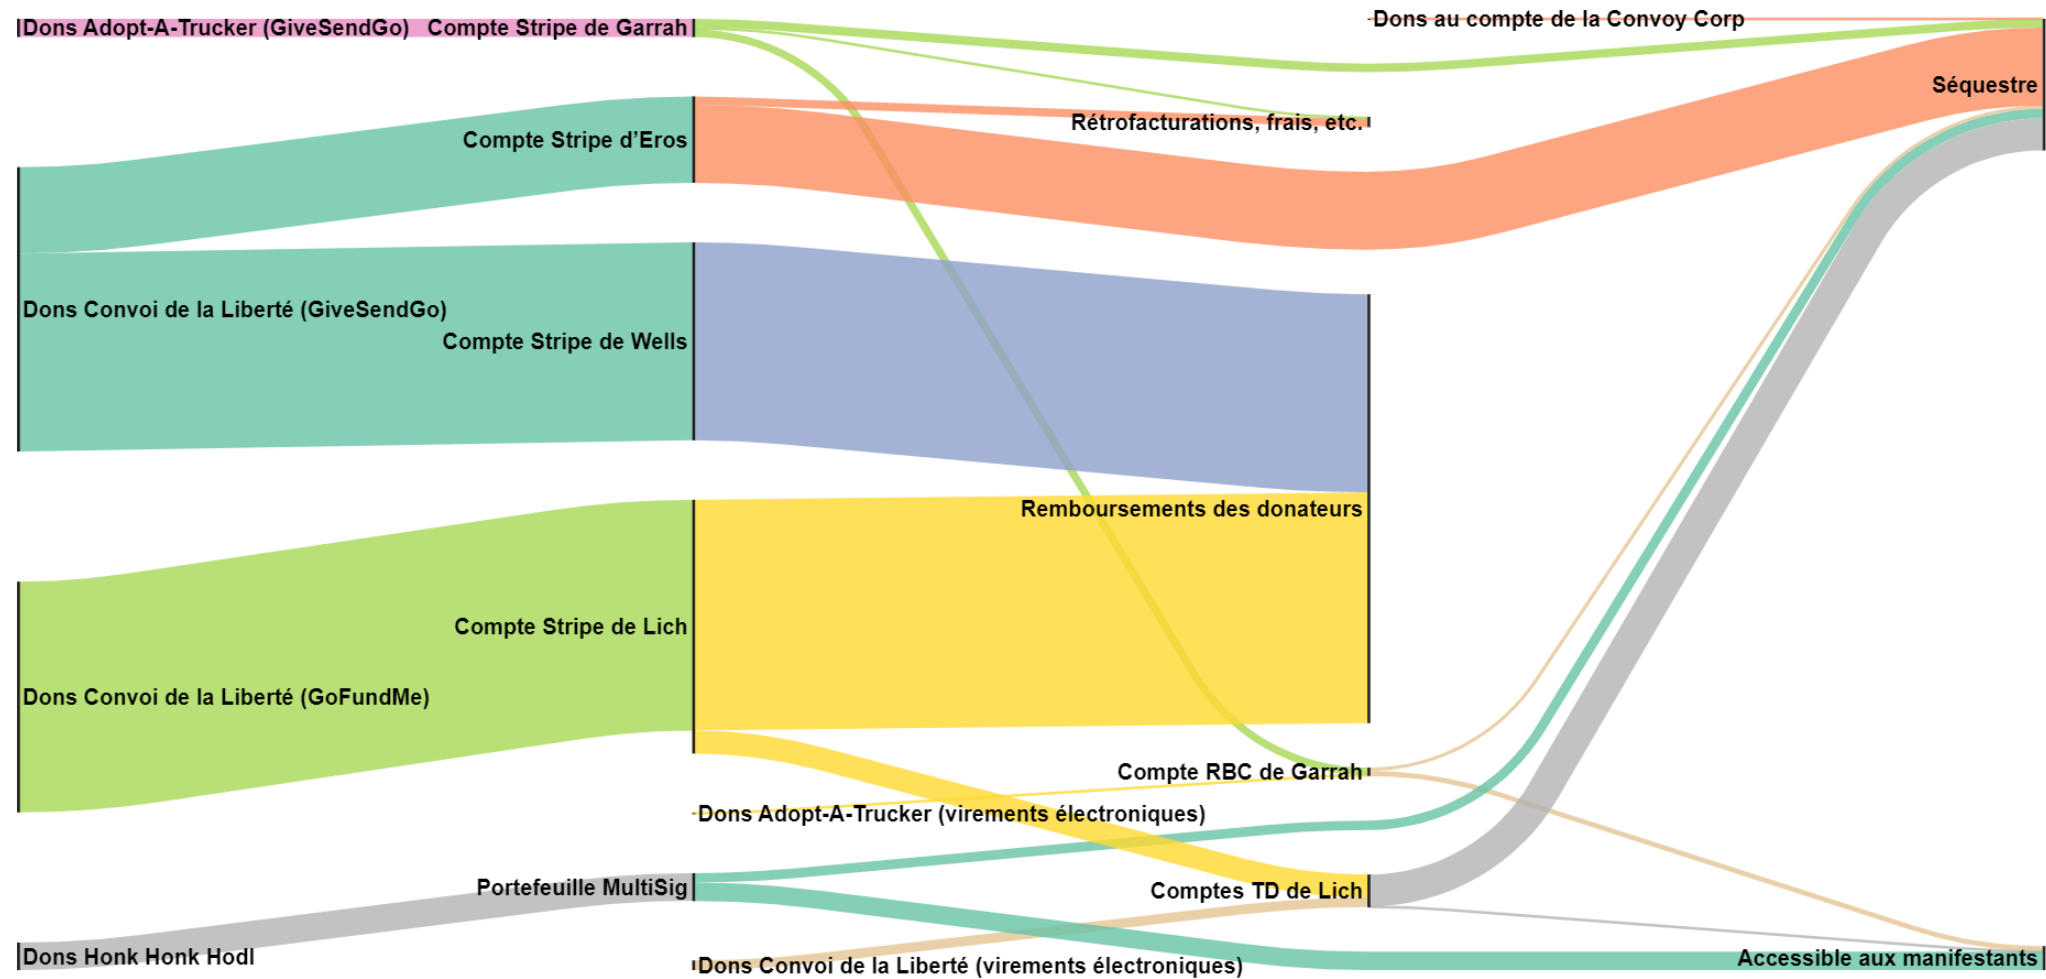 Dons Adopt-A-Trucker (GiveSendGo)
Compte Stripe de Garrah
Dons au compte de la Convoy Corp
Séquestre
Rétrofacturations, frais, etc.
Compte Stripe d’Eros
Dons Convoi de la Liberté (GiveSendGo)
Compte Stripe de Wells
Remboursements des donateurs
Compte Stripe de Lich
Dons Convoi de la Liberté (GoFundMe)
Compte RBC de Garrah
Dons Adopt-A-Trucker (virements électroniques)
Portefeuille MultiSig
Comptes TD de Lich
Dons Honk Honk Hodl
Dons Convoi de la Liberté (virements électroniques)
Accessible aux manifestants